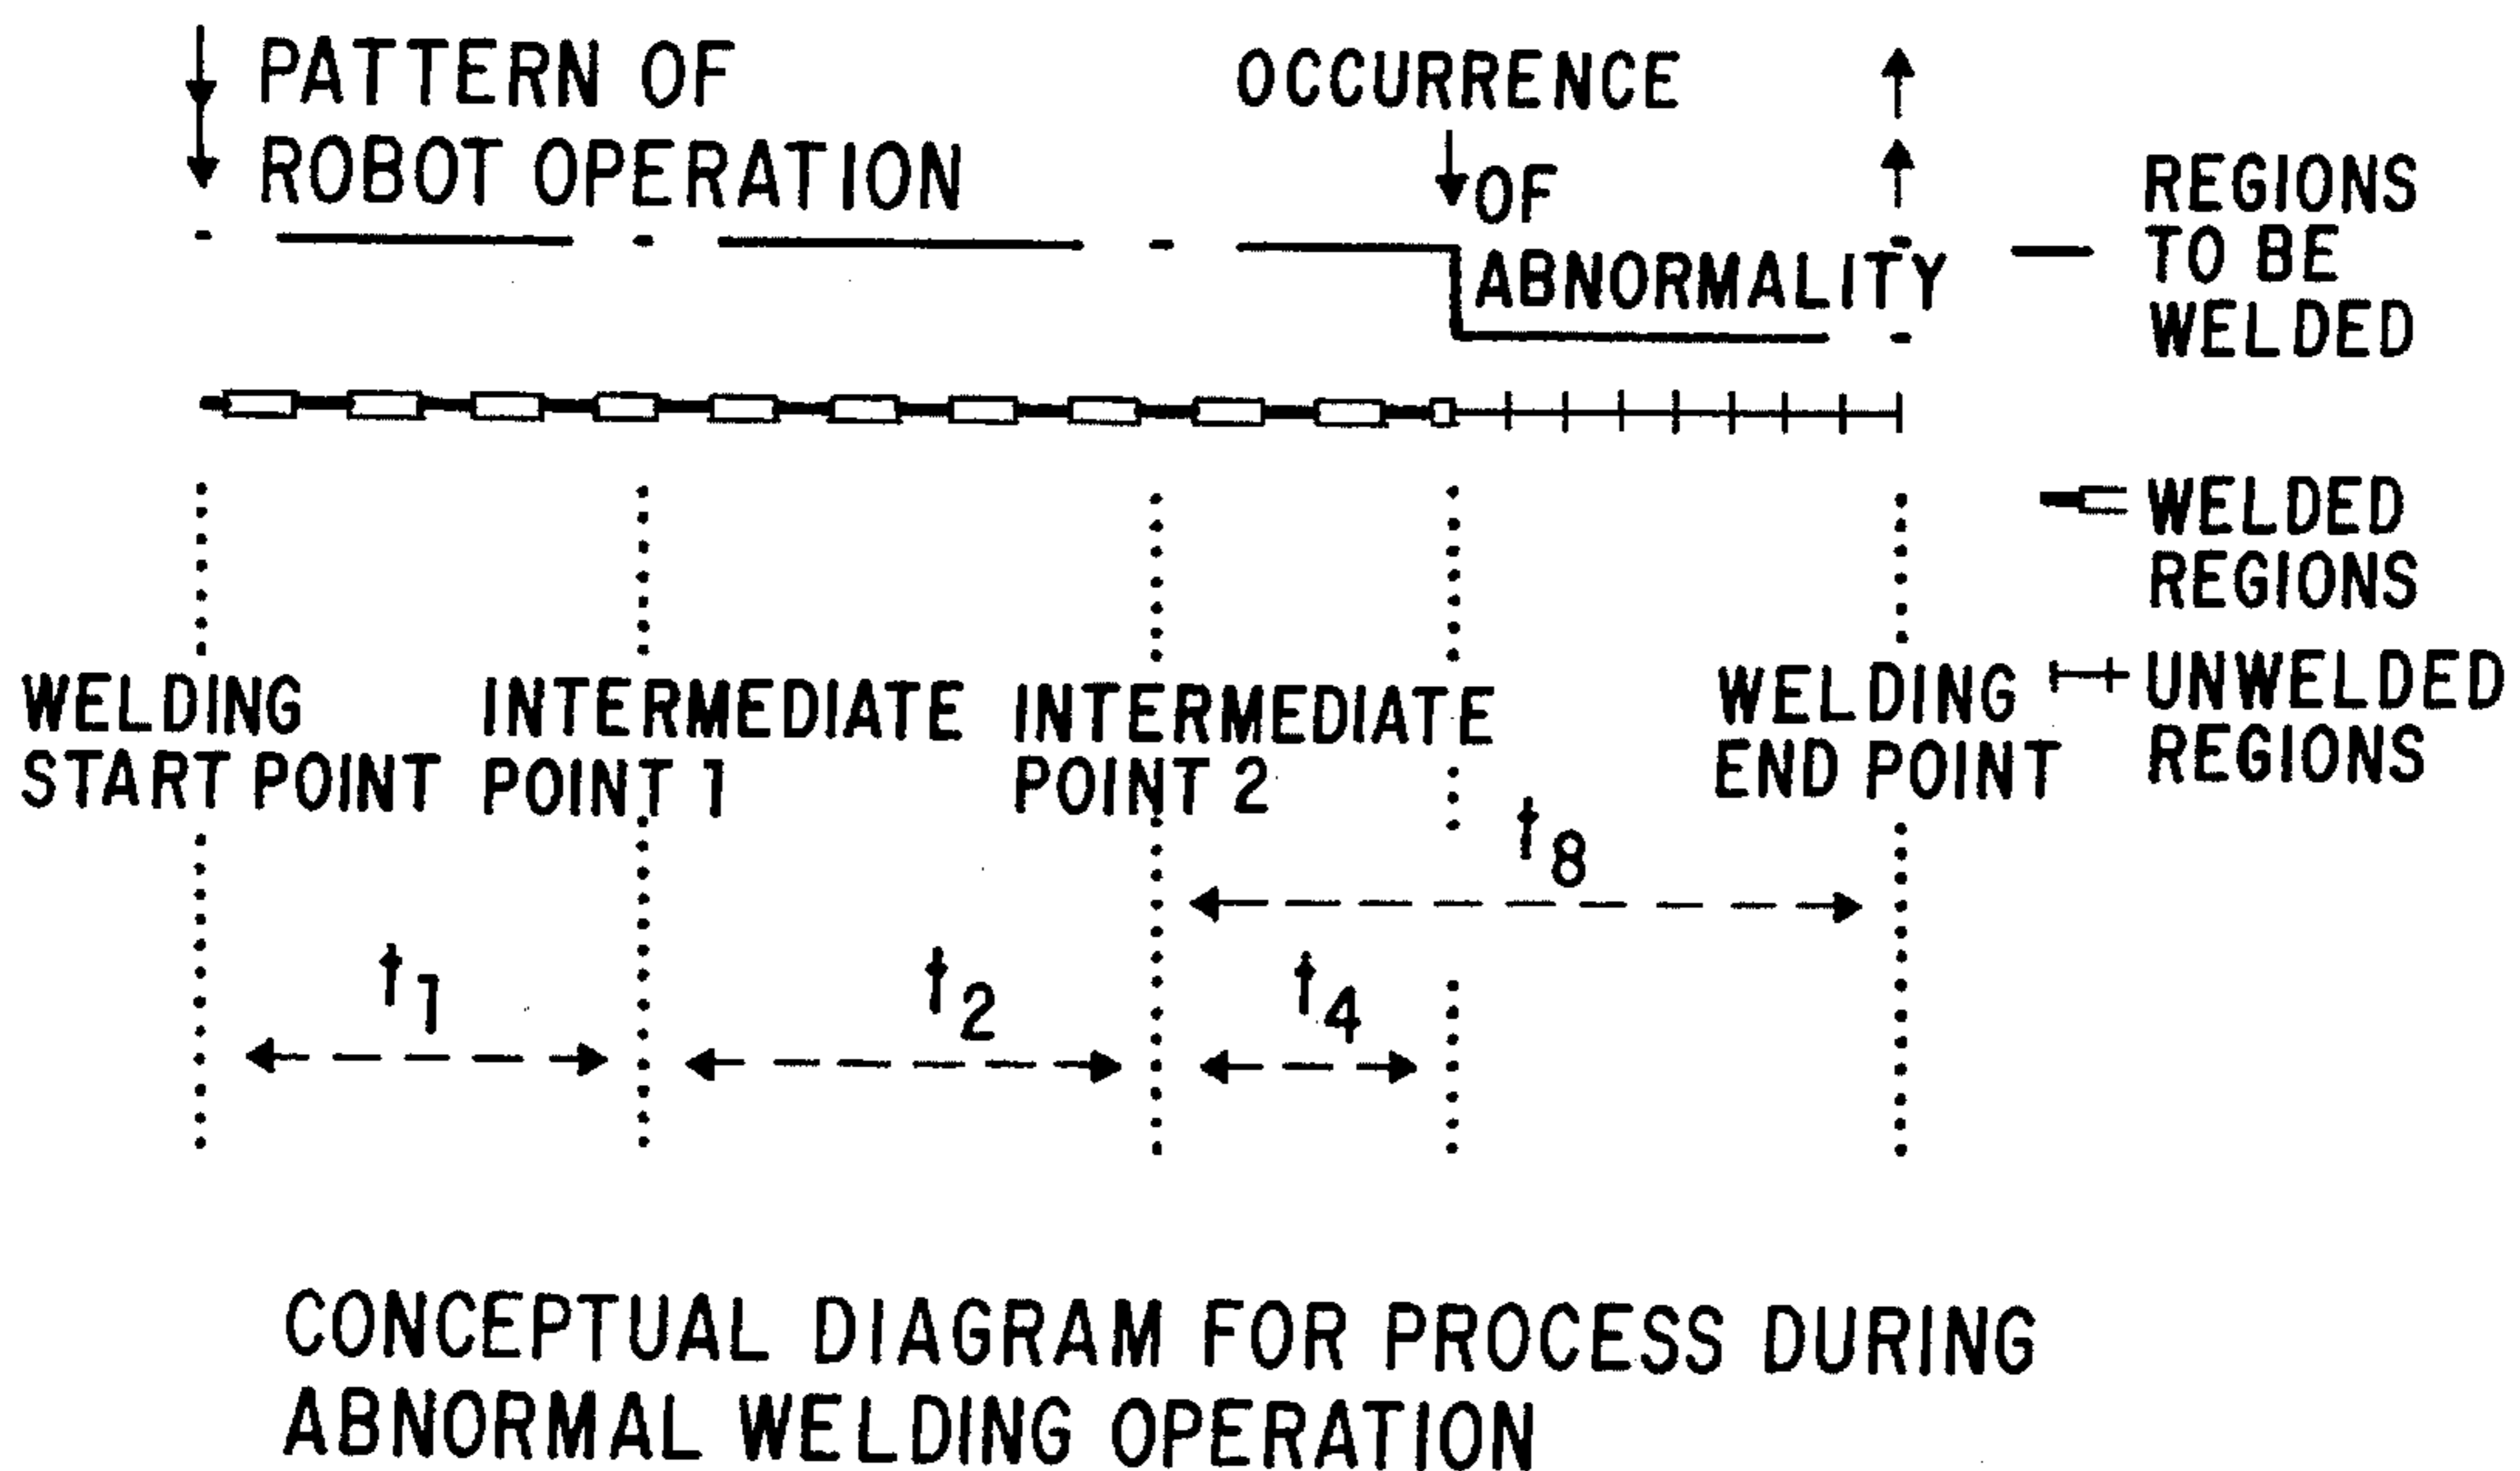 PATTERN OF
ROBOT OPERATION
OCCURRENCE
OF
ABNORMALITY
REGIONS
TO BE
WELDED
WELDED
REGIONS
UNWELDED
REGIONS
WELDING
START POINT
INTERMEDIATE
POINT 1
INTERMEDIATE
POINT 2
WELDING
END POINT
t8
t1
t2
t4
CONCEPTUAL DIAGRAM FOR PROCESS DURING
ABNORMAL WELDING OPERATION